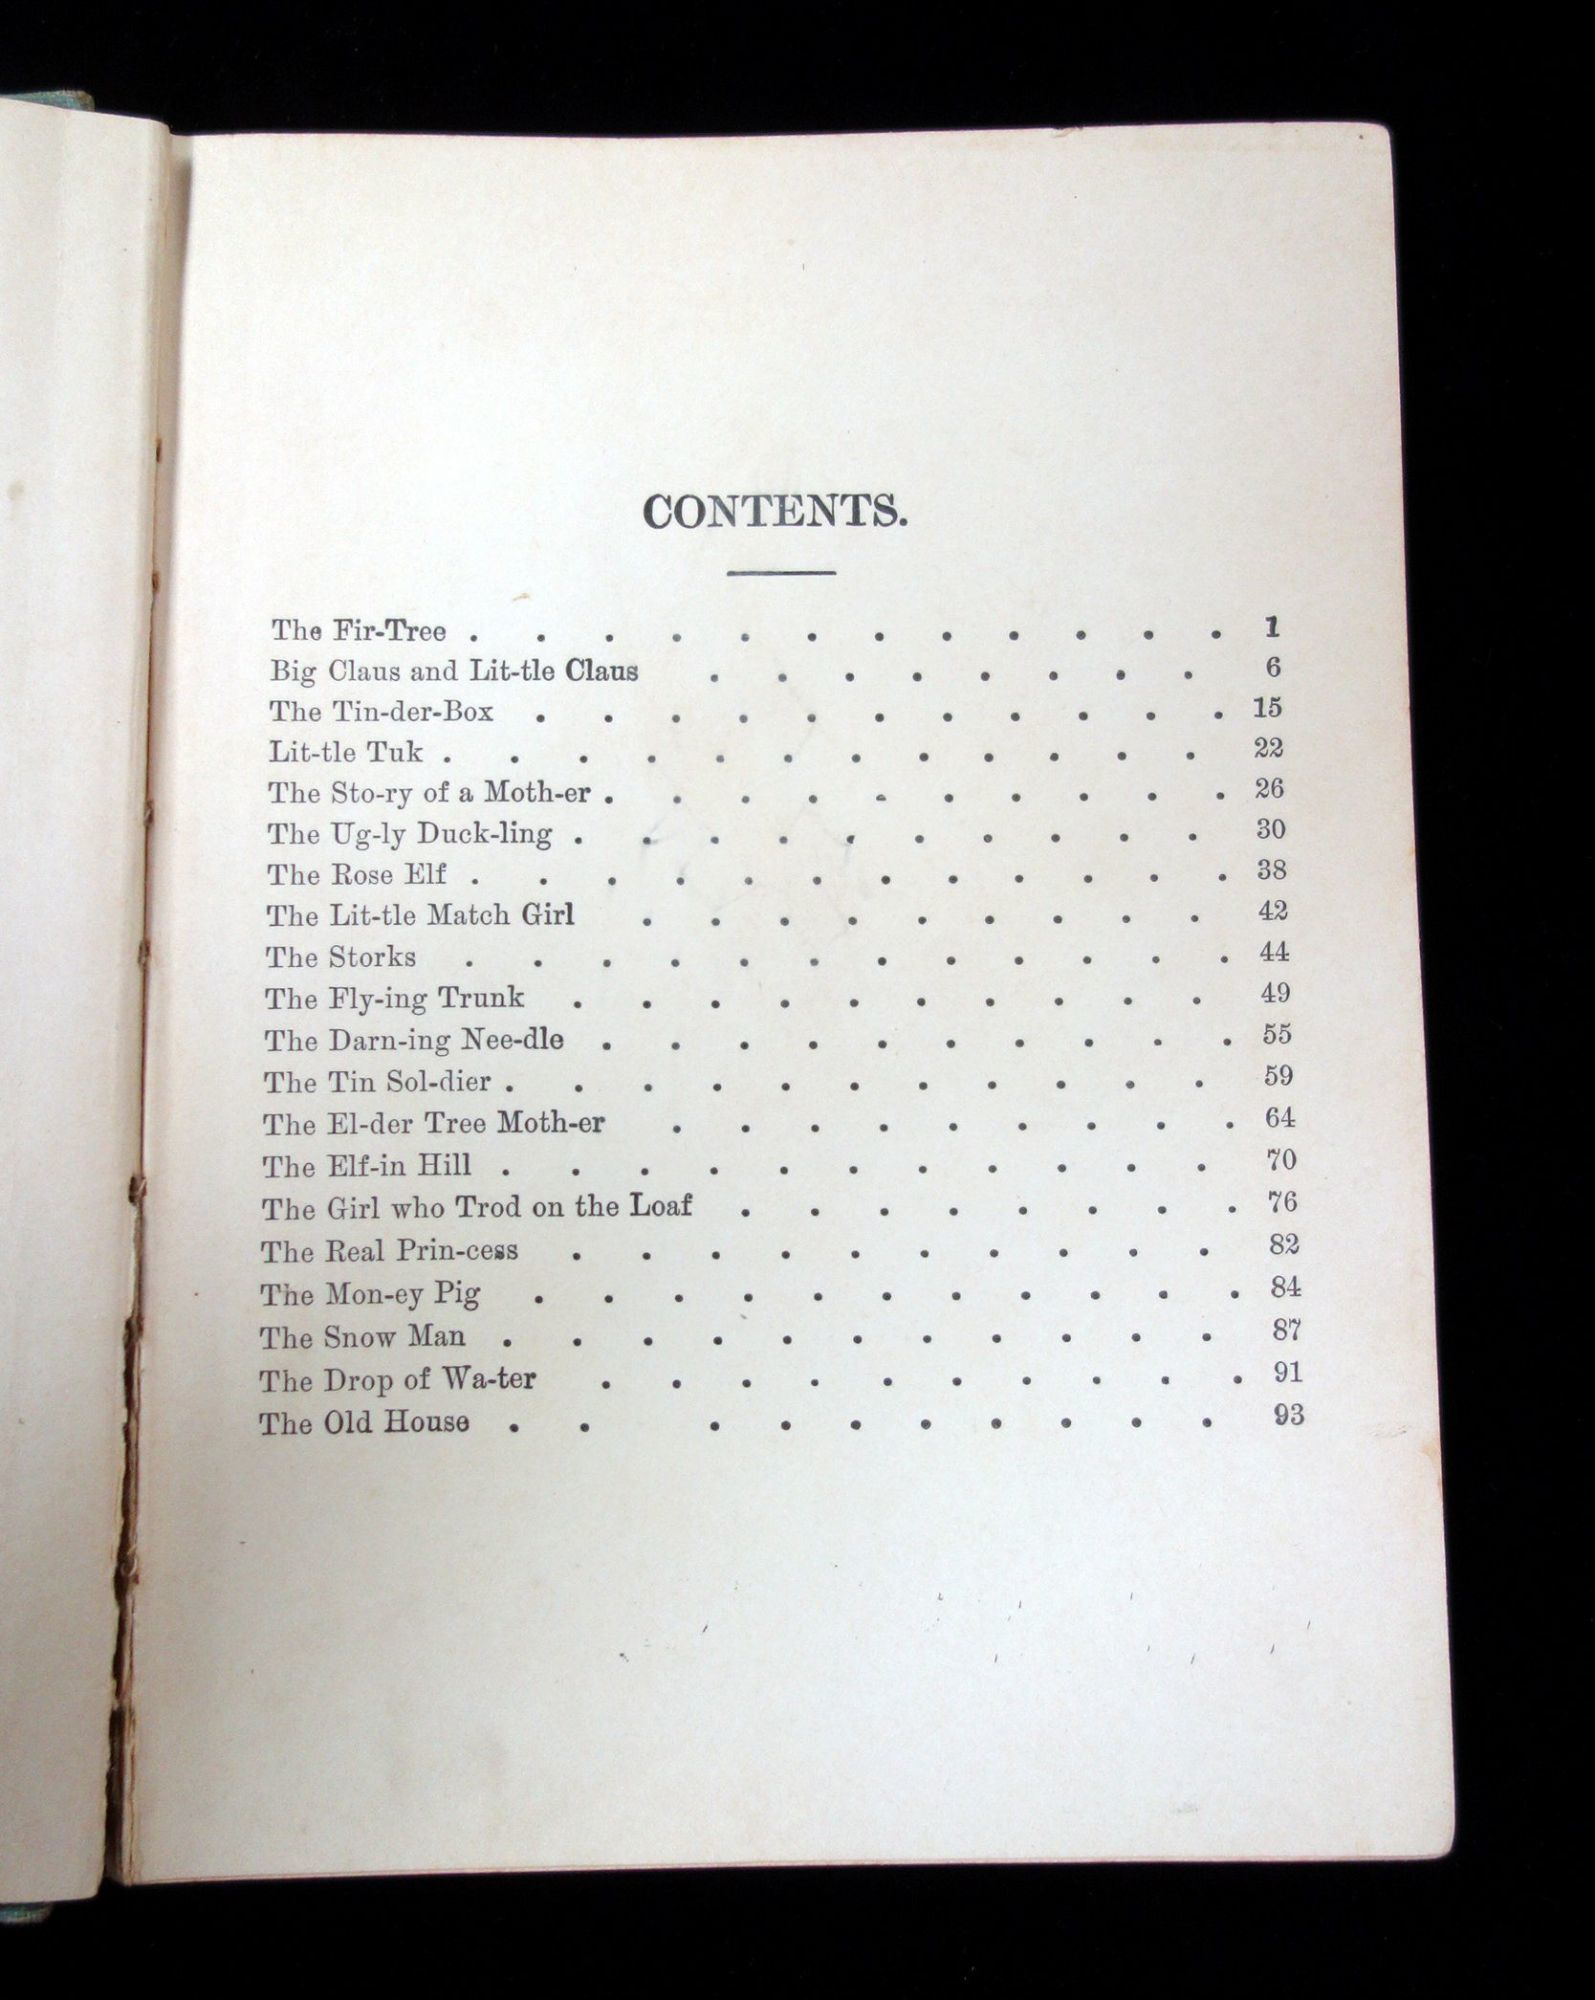 CONTENTS.
The Fir-Tree . . . . . . . . . . . . 1
Big Claus and Lit-tle Claus . . . . . . . . 6
The Tin-der-Box . . . . . . . . . . . 15
Lit-tle Tuk . . . . . . . . . . . . 22
The Sto-ry of a Moth-er . . . . . . . . . . 26
The Ug-ly Duck-ling . . . . . . . . . . 30
The Rose Elf . . . . . . . . . . . . 38
The Lit-tle Match Girl . . . . . . . . . 42
The Storks . . . . . . . . . . . . 44
The Fly-ing Trunk . . . . . . . . . . 49
The Darn-ing Nee-dle . . . . . . . . . . 55
The Tin Sol-dier . . . . . . . . . . . 59
The El-der Tree Moth-er . . . . . . . . . 64
The Elf-in Hill . . . . . . . . . . . 70
The Girl who Trod on the Loaf . . . . . . . . 76
The Real Prin-cess . . . . . . . . . . 82
The Mon-ey Pig . . . . . . . . . . . 84
The Snow Man . . . . . . . . . . . 87
The Drop of Wa-ter . . . . . . . . . . 91
The Old House . . . . . . . . . . 93